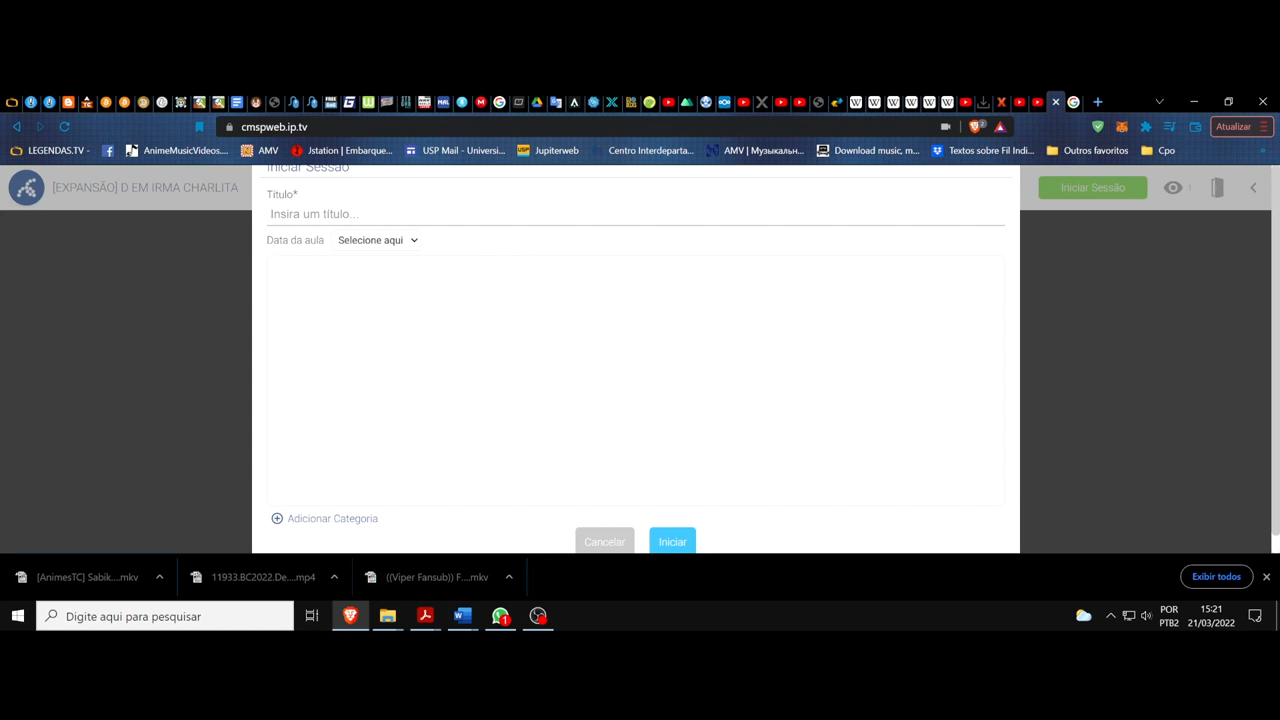 cmspweb.ip.tv
2
Atualizar
LEGENDAS.TV -
AnimeMusicVideos...
AMV
Jstation | Embarque...
USP Mail - Universi...
Jupiterweb
Centro Interdeparta...
AMV | Музыкальн...
Download music, m...
Textos sobre Fil Indi...
Outros favoritos
Cpo
Iniciar Sessão
[EXPANSÃO] D EM IRMA CHARLITA
Iniciar Sessão
1
Título*
Insira um título...
Data da aula
Selecione aqui
Adicionar Categoria
Cancelar
Iniciar
[AnimesTC] Sabik....mkv
11933.BC2022.De....mp4
((Viper Fansub)) F....mkv
Exibir todos
Digite aqui para pesquisar
1
POR
PTB2
15:21
21/03/2022